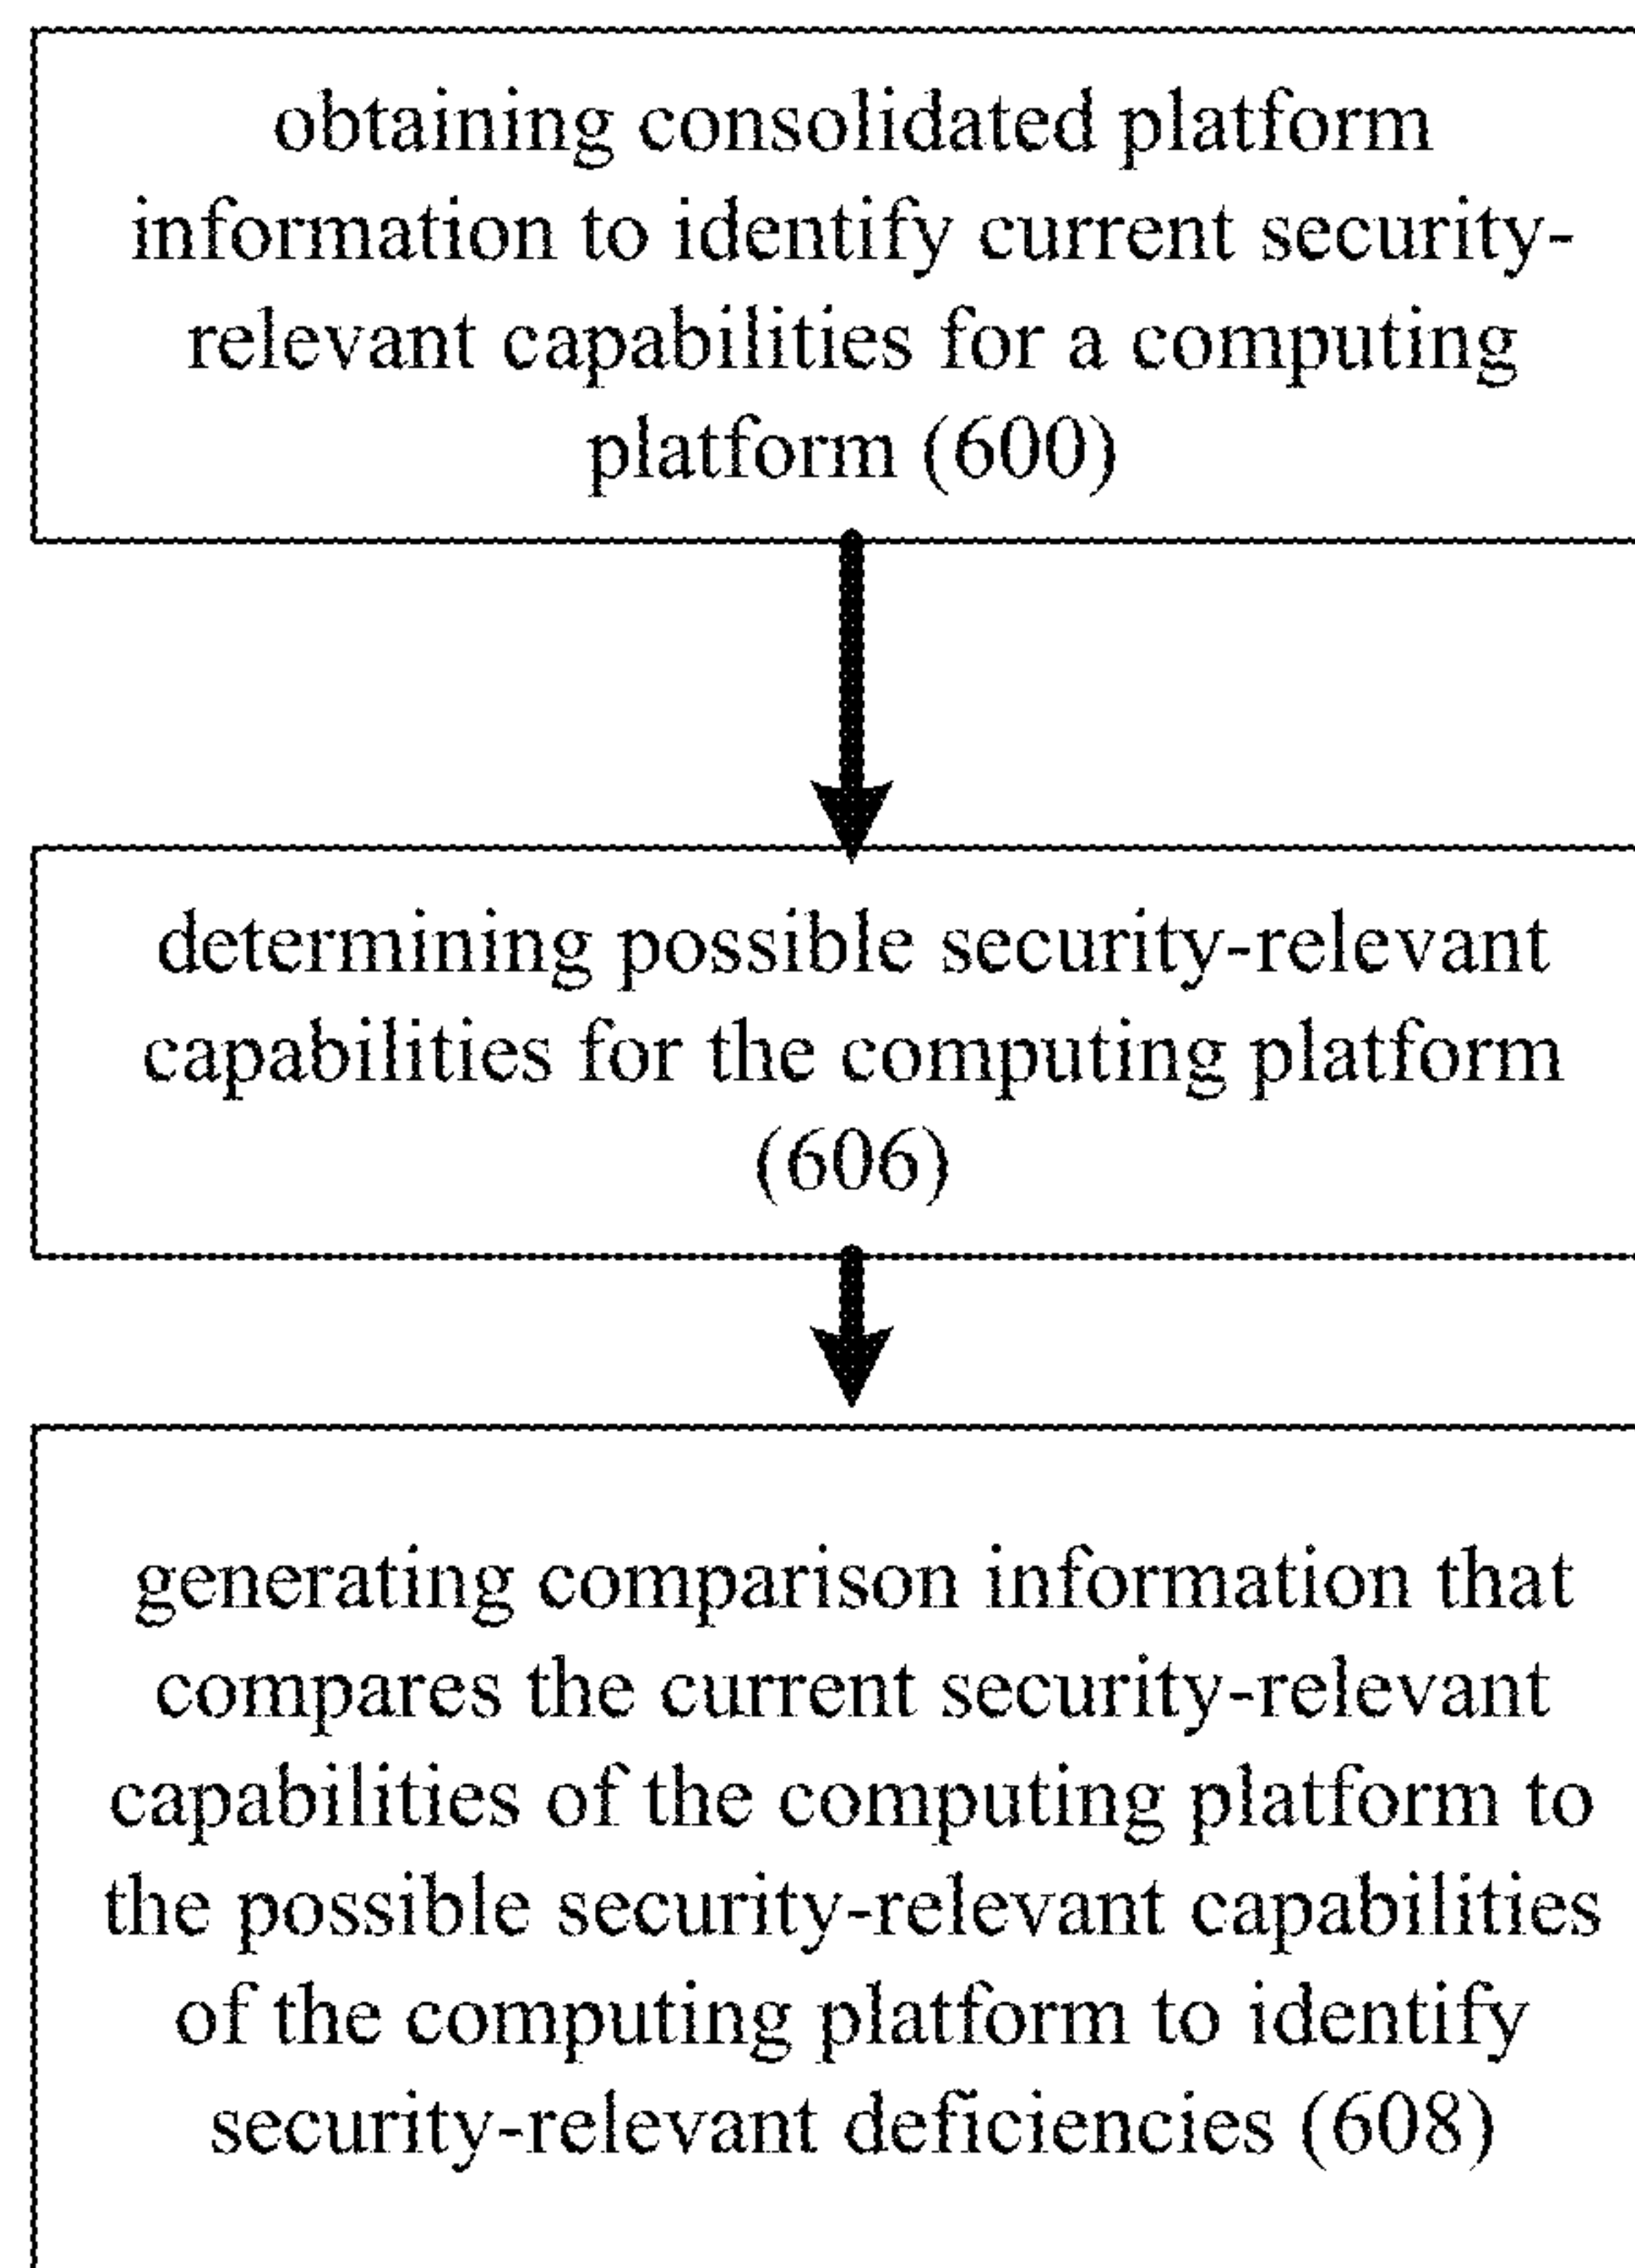 obtaining consolidated platform
information to identify current security-
relevant capabilities for a computing
platform (600)
determining possible security-relevant
capabilities for the computing platform
(606)
generating comparison information that
compares the current security-relevant
capabilities of the computing platform to
the possible security-relevant capabilities
of the computing platform to identify
security-relevant deficiencies (608)